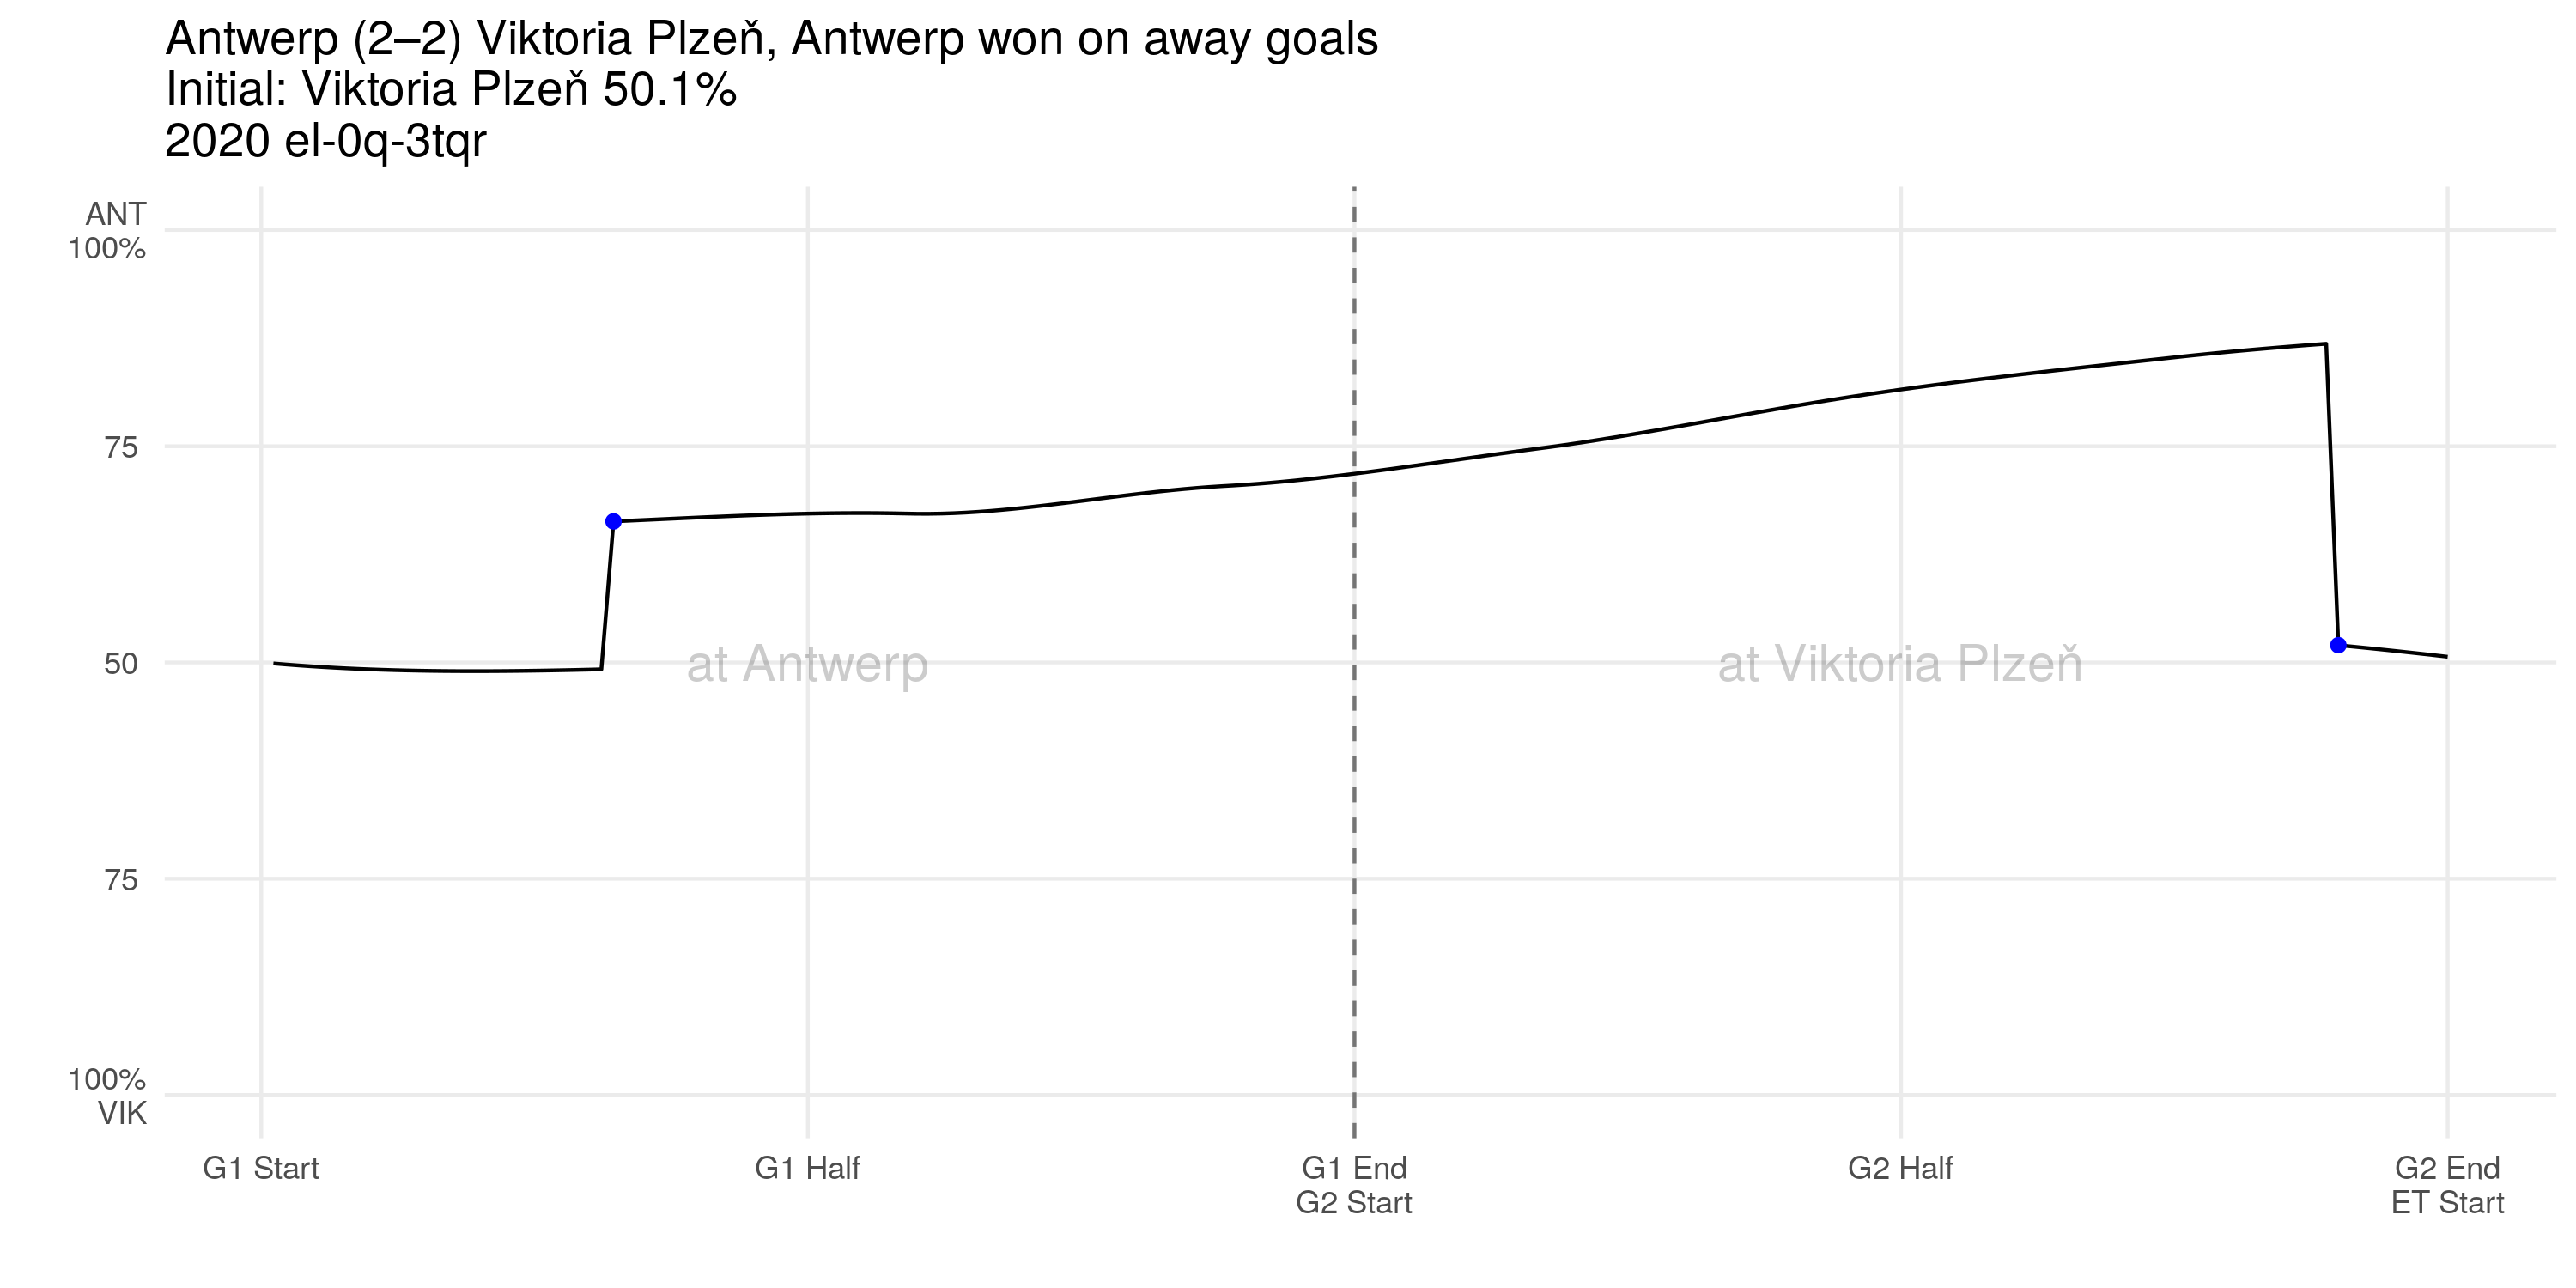 Antwerp (2–2) Viktoria Plzeň, Antwerp won on away goals
Initial: Viktoria Plzeň 50.1%
2020 el-0q-3tqr
ANT
100%
75
50
75
100%
VIK
at Antwerp
at Viktoria Plzeň
G1 Start
G1 Half
G1 End
G2 Start
G2 Half
G2 End
ET Start